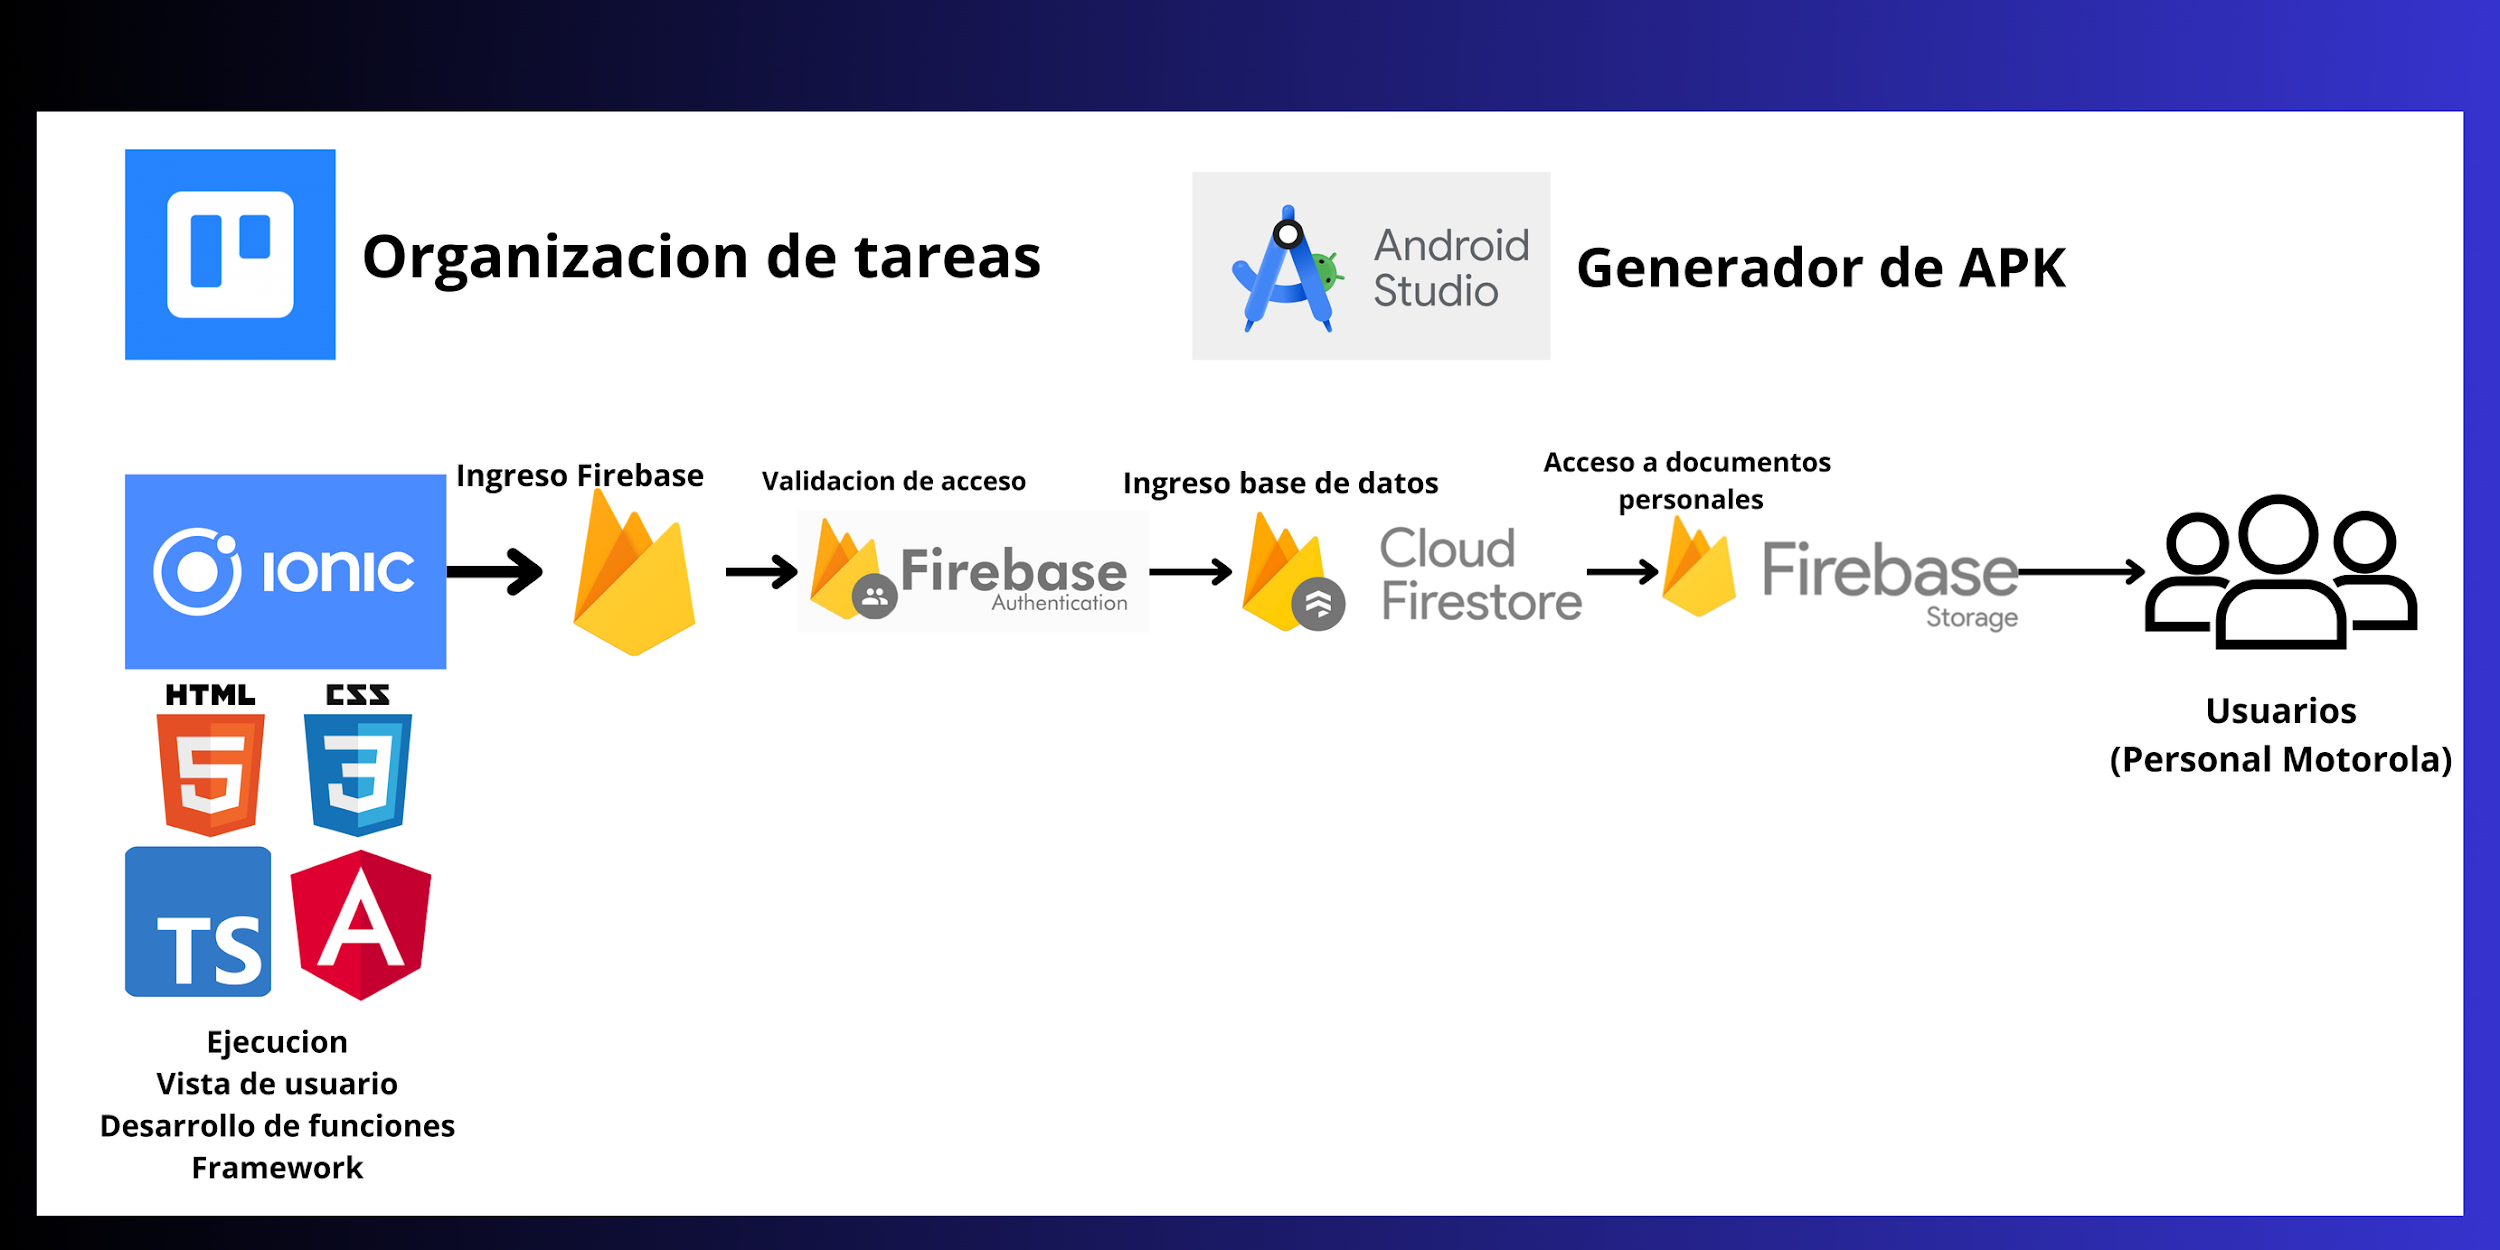 Organizacion de tareas
Android
Studio
Generador de APK
Ingreso Firebase
Validacion de acceso
Ingreso base de datos
Acceso a documentos
personales
IONIC
Firebase
Authentication
Cloud
Firestore
Firebase
Storage
HTML
CSS
5
3
Usuarios
(Personal Motorola)
TS
A
Ejecucion
Vista de usuario
Desarrollo de funciones
Framework